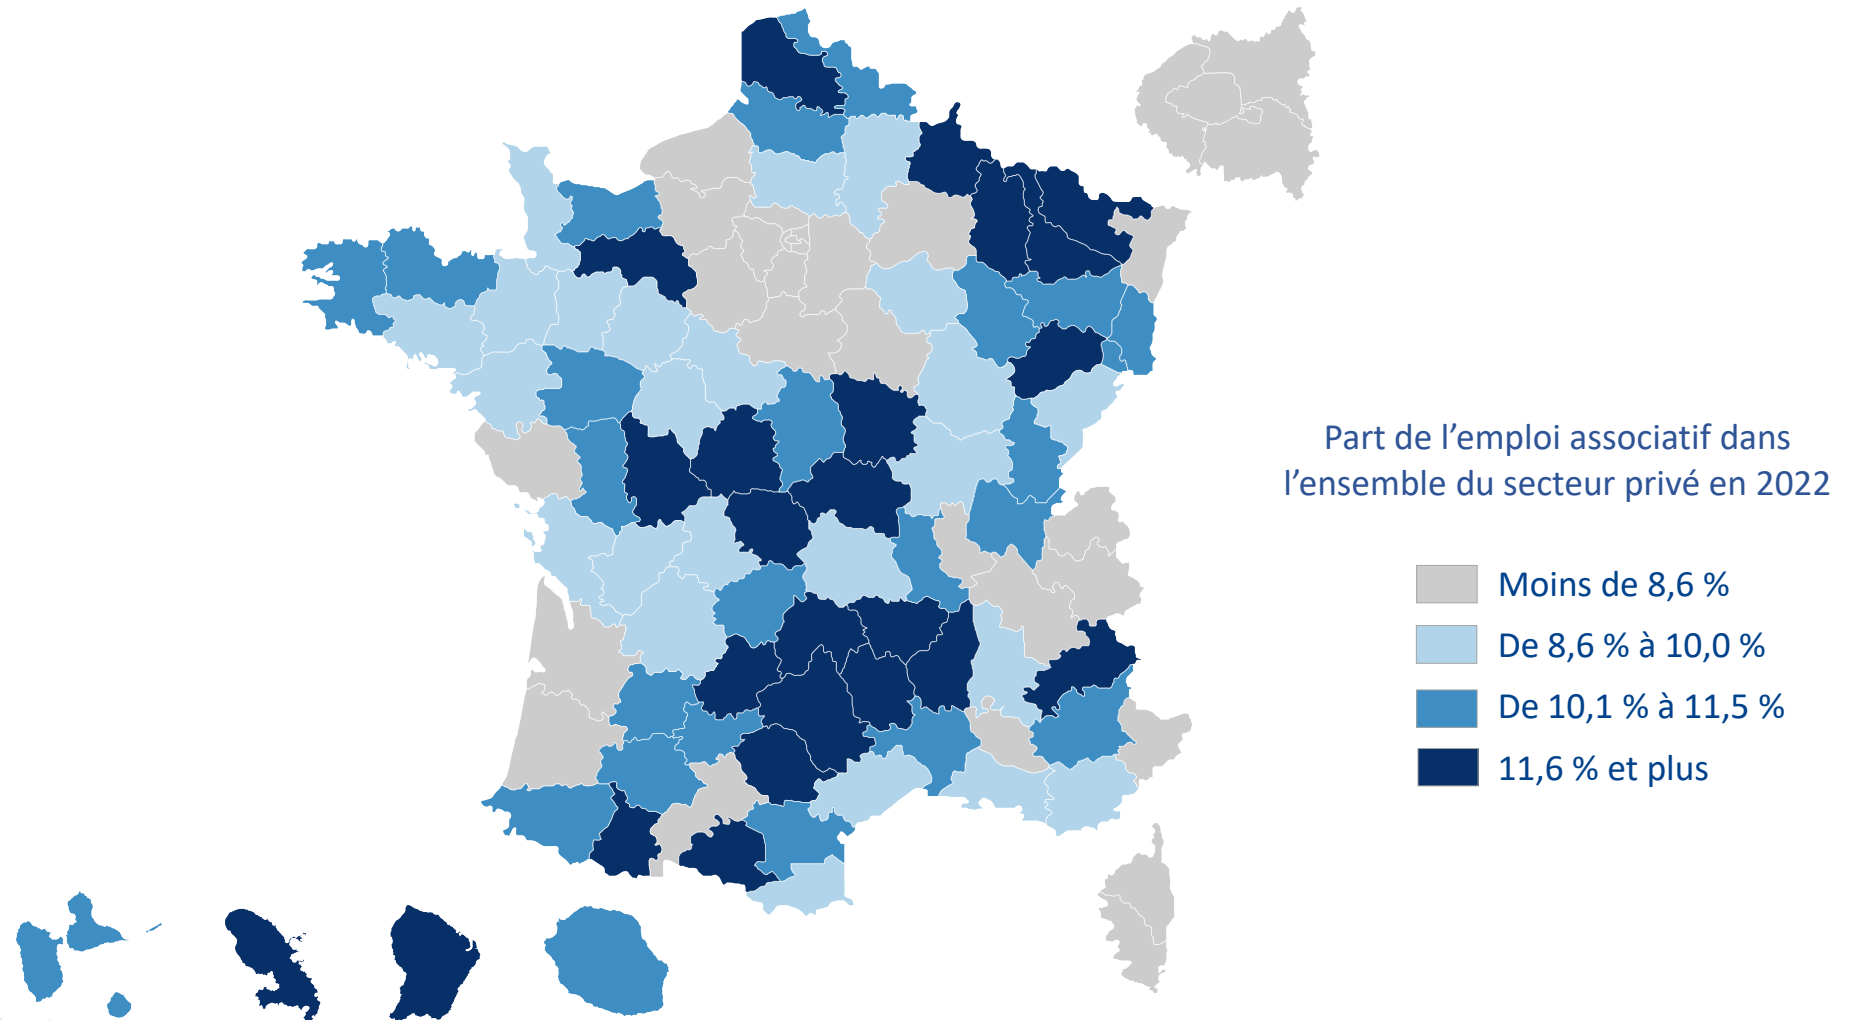 Part de l’emploi associatif dans
l’ensemble du secteur privé en 2022
Moins de 8,6 %
De 8,6 % à 10,0 %
De 10,1 % à 11,5 %
11,6 % et plus